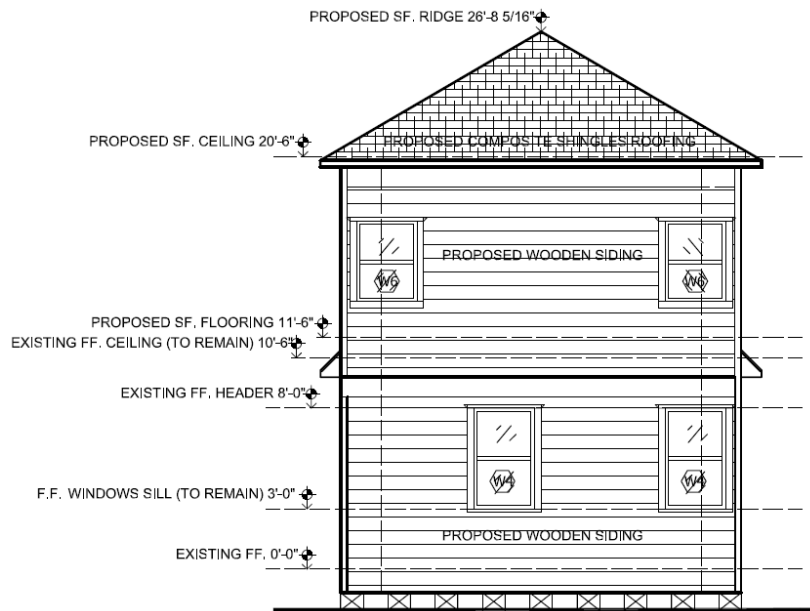 PROPOSED SF. RIDGE 26'-8 5/16"
PROPOSED SF. CEILING 20'-6"
PROPOSED COMPOSITE SHINGLES ROOFING
W6
PROPOSED WOODEN SIDING
W6
PROPOSED SF. FLOORING 11'-6"
EXISTING FF. CEILING (TO REMAIN) 10'-6"
EXISTING FF. HEADER 8'-0"
W4
W4
F.F. WINDOWS SILL (TO REMAIN) 3'-0"
PROPOSED WOODEN SIDING
EXISTING FF. 0'-0"